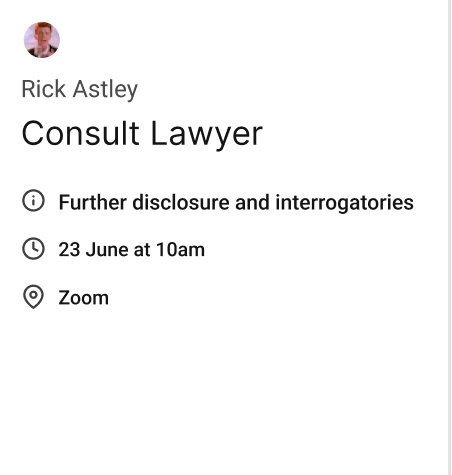 Rick Astley
Consult Lawyer
Further disclosure and interrogatories
23 June at 10am
Zoom